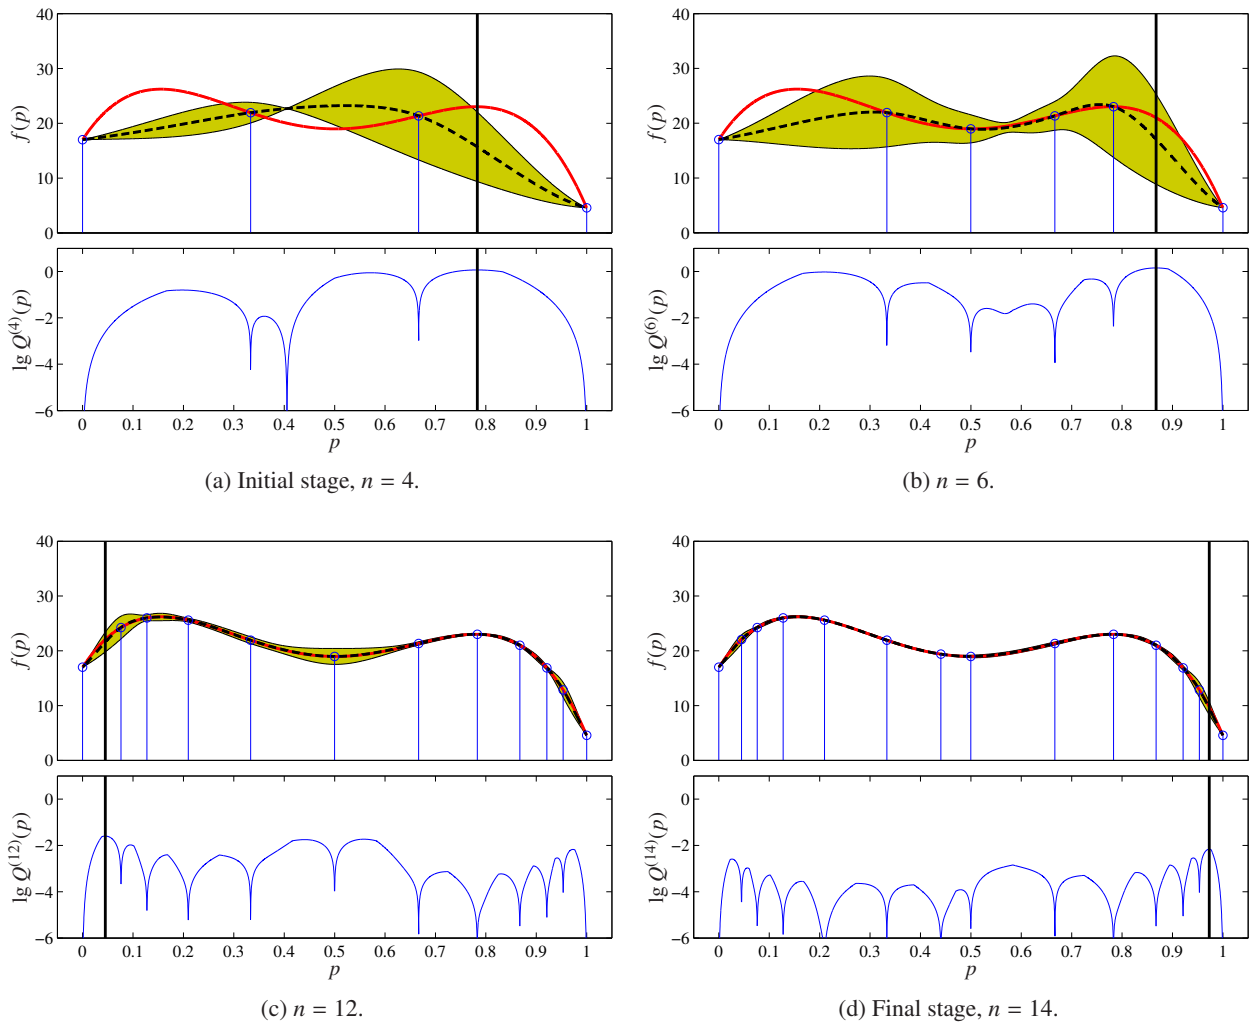 40
30
20
10
0
f(p)
0
−2
−4
−6
lg Q^(4)(p)
0 0.1 0.2 0.3 0.4 0.5 0.6 0.7 0.8 0.9 1
p
(a) Initial stage, n = 4.
40
30
20
10
0
f(p)
0
−2
−4
−6
lg Q^(6)(p)
0 0.1 0.2 0.3 0.4 0.5 0.6 0.7 0.8 0.9 1
p
(b) n = 6.
40
30
20
10
0
f(p)
0
−2
−4
−6
lg Q^(12)(p)
0 0.1 0.2 0.3 0.4 0.5 0.6 0.7 0.8 0.9 1
p
(c) n = 12.
40
30
20
10
0
f(p)
0
−2
−4
−6
lg Q^(14)(p)
0 0.1 0.2 0.3 0.4 0.5 0.6 0.7 0.8 0.9 1
p
(d) Final stage, n = 14.